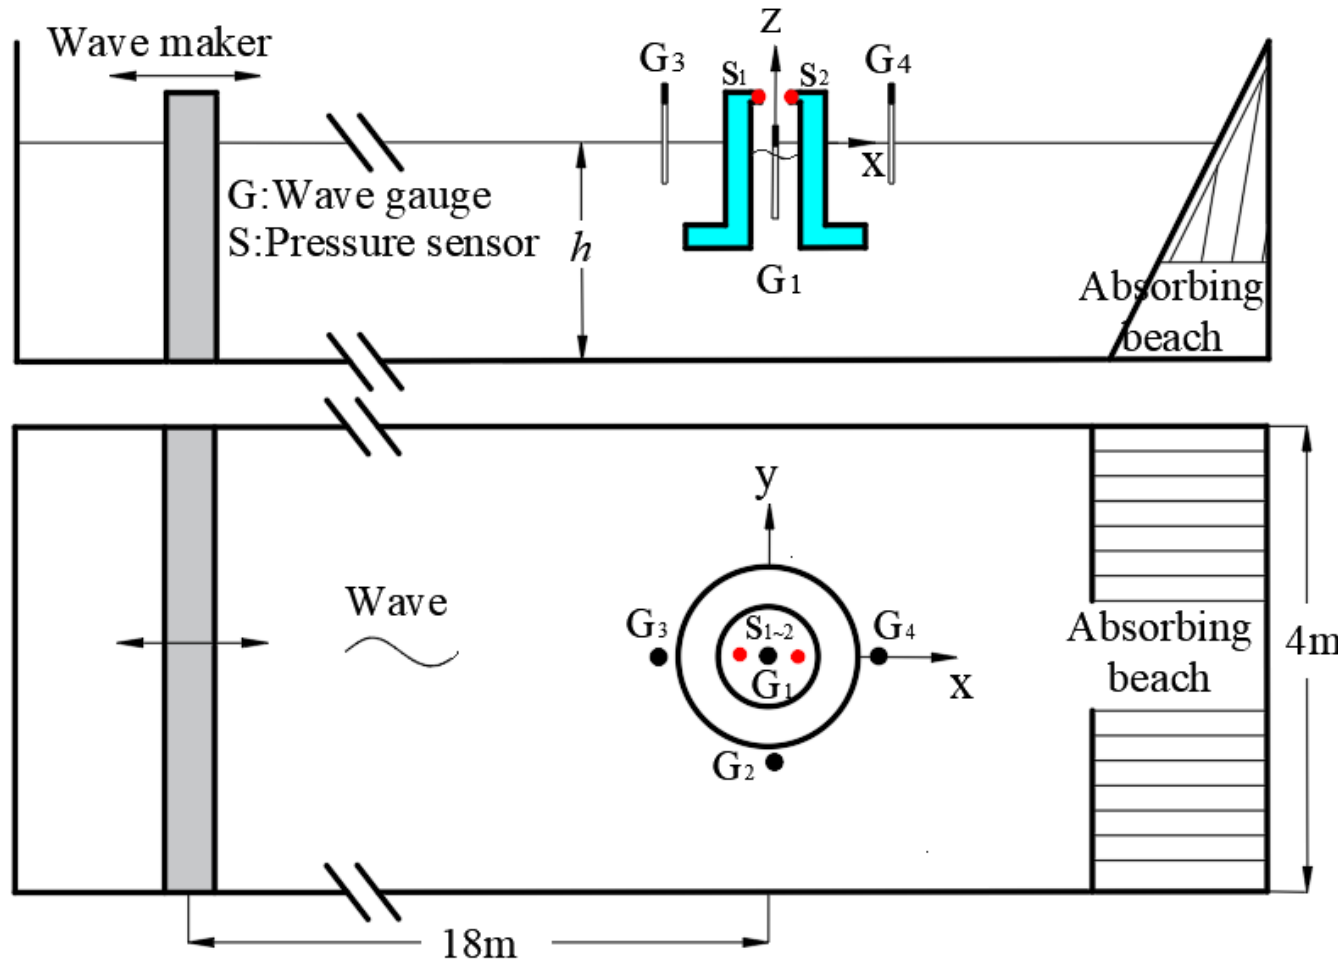 Wave maker
Z
G3
S1
S2
G4
X
G:Wave gauge
S:Pressure sensor
h
G1
Absorbing
beach
y
Wave
G3
S1~2
G4
G1
X
G2
Absorbing
beach
4m
18m